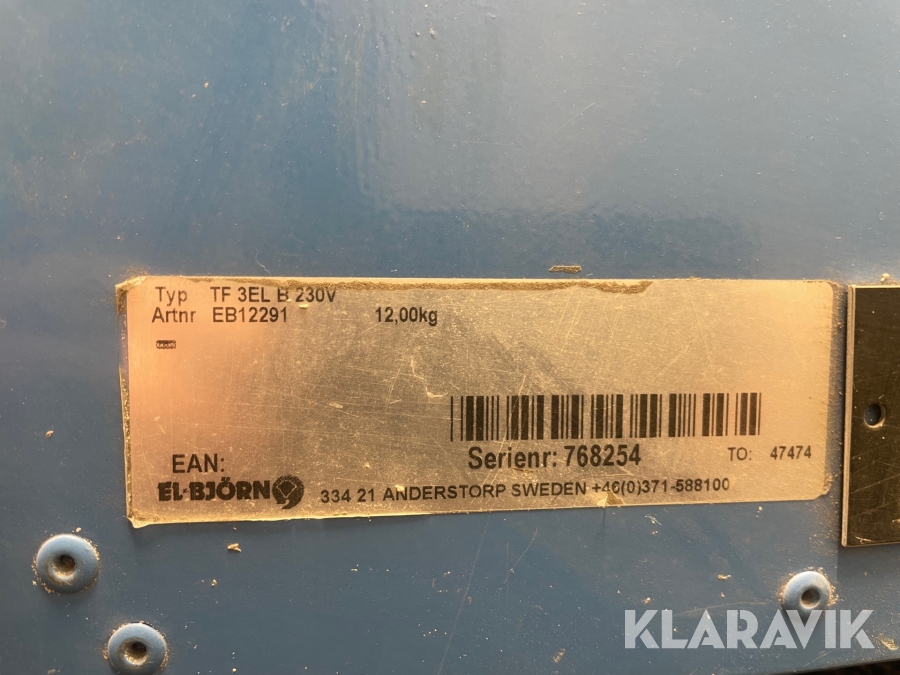 Typ TF 3EL B 230V
Artnr EB12291 12,00kg
EAN:
Serienr: 768254 TO: 47474
EL-BJÖRN 334 21 ANDERSTORP SWEDEN +46(0)371-588100
KLARAVIK